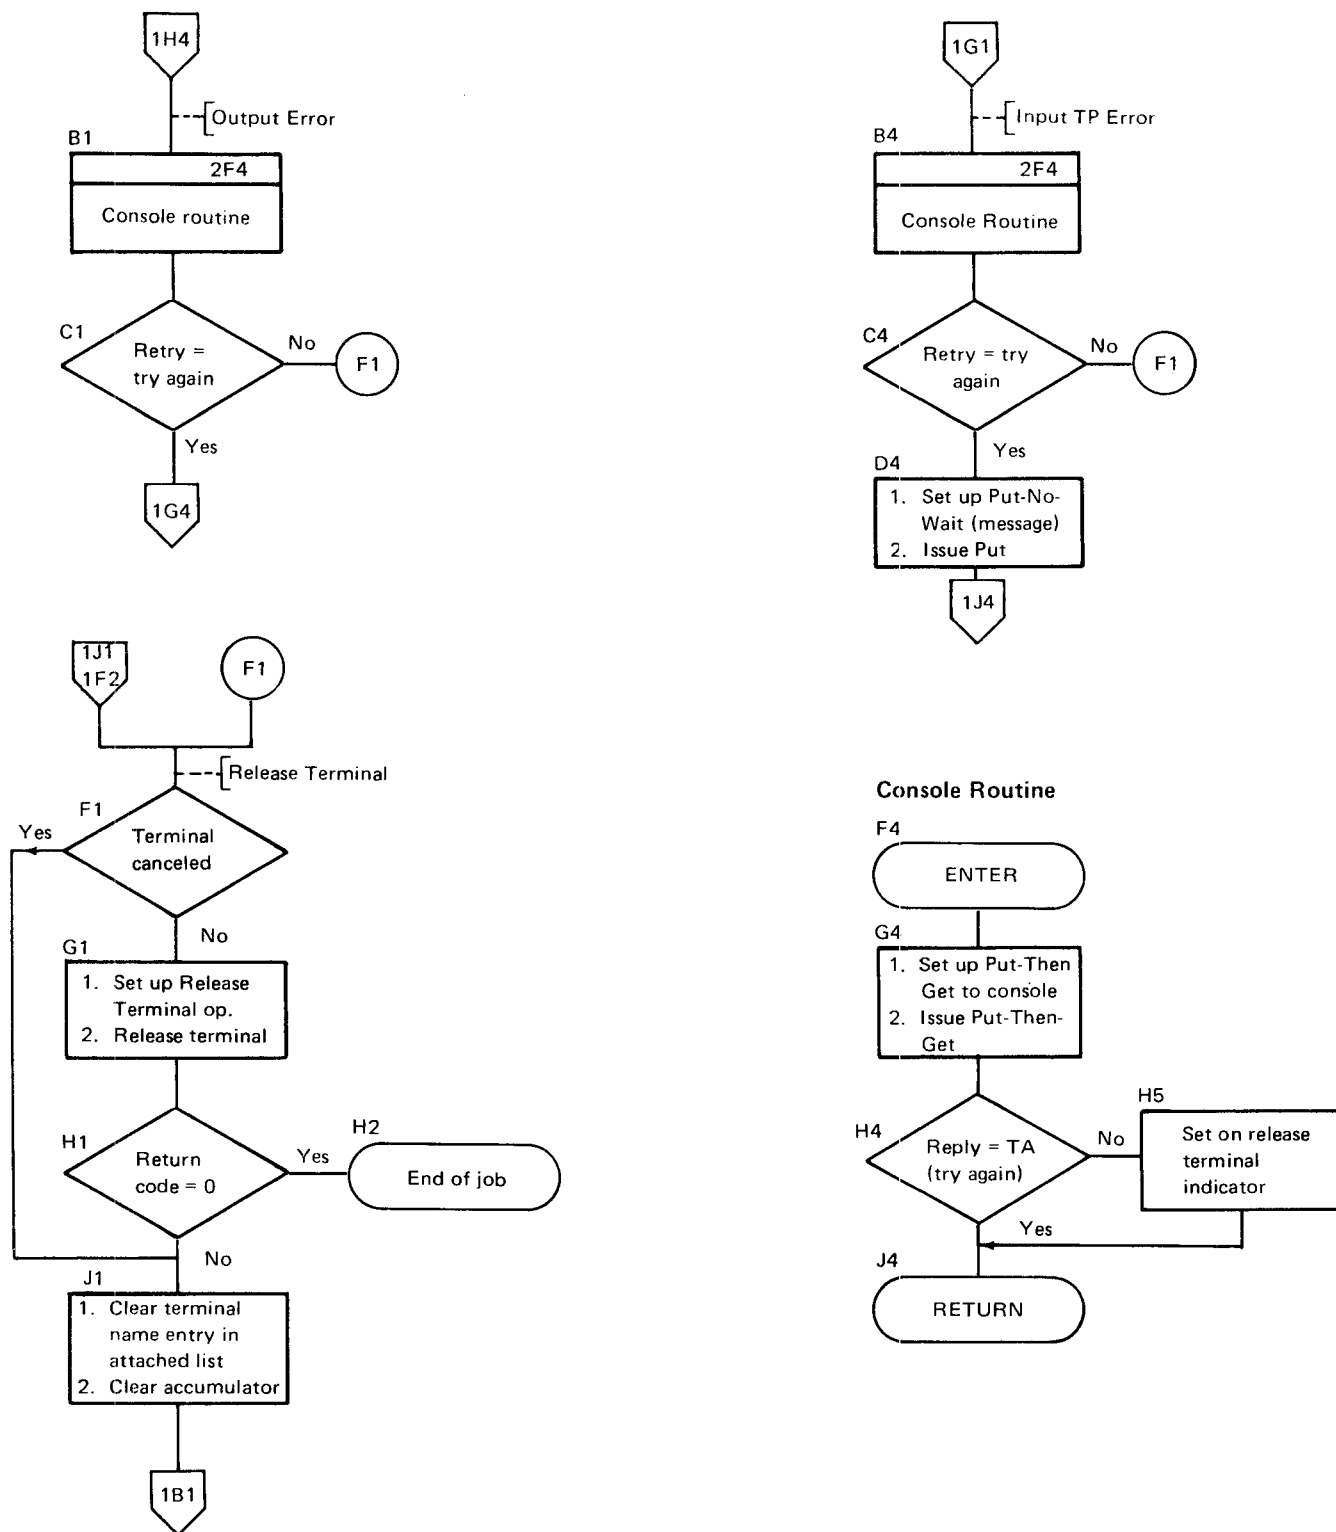 1H4
Output Error
B1
2F4
Console routine
C1
Retry =
try again
No
F1
Yes
1G4
1G1
Input TP Error
B4
2F4
Console Routine
C4
Retry = try
again
No
F1
Yes
D4
1. Set up Put-No-
Wait (message)
2. Issue Put
1J4
1J1
1F2
F1
Release Terminal
F1
Yes
Terminal
canceled
No
G1
1. Set up Release
Terminal op.
2. Release terminal
H1
Return
code = 0
Yes
H2
End of job
No
J1
1. Clear terminal
name entry in
attached list
2. Clear accumulator
1B1
Console Routine
F4
ENTER
G4
1. Set up Put-Then
Get to console
2. Issue Put-Then-
Get
H4
Reply = TA
(try again)
No
H5
Set on release
terminal
indicator
Yes
J4
RETURN